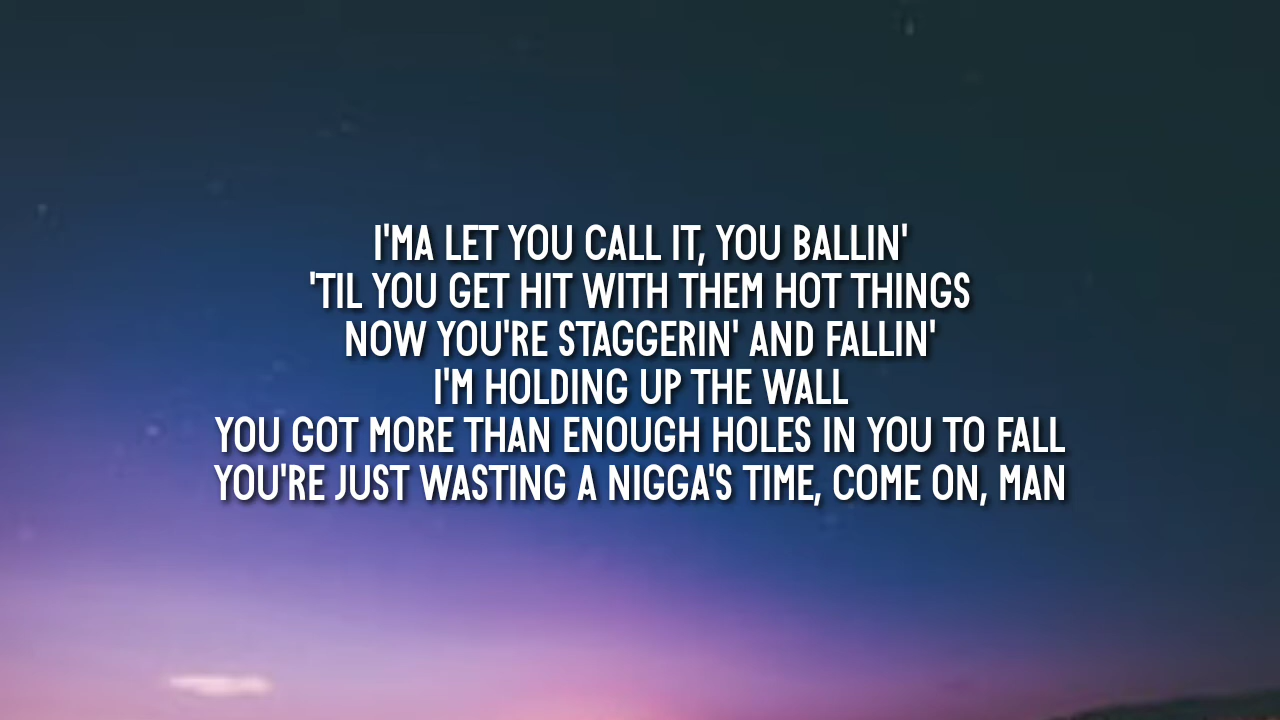 I'MA LET YOU CALL IT, YOU BALLIN'
'TIL YOU GET HIT WITH THEM HOT THINGS
NOW YOU'RE STAGGERIN' AND FALLIN'
I'M HOLDING UP THE WALL
YOU GOT MORE THAN ENOUGH HOLES IN YOU TO FALL
YOU'RE JUST WASTING A NIGGA'S TIME, COME ON, MAN